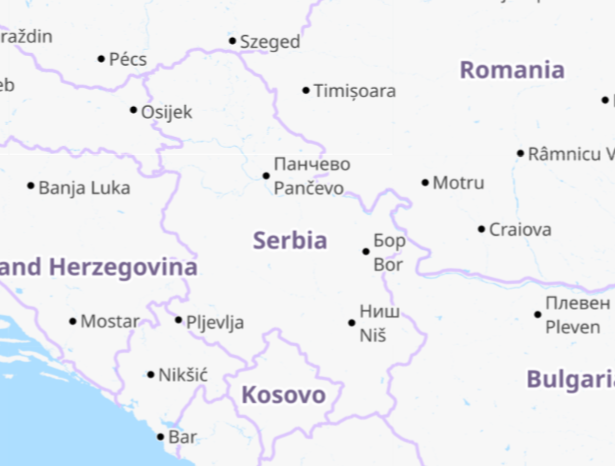 raždin
Szeged
Pécs
Romania
eb
Timișoara
Osijek
Râmnicu V
Панчево
Pančevo
Banja Luka
Motru
Craiova
Serbia
Бор
Bor
and Herzegovina
Плевен
Pleven
Ниш
Niš
Mostar
Pljevlja
Nikšić
Bulgaria
Kosovo
Bar